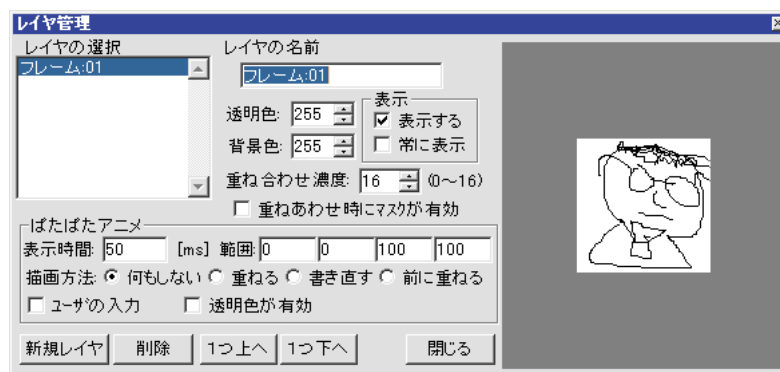 レイヤ管理
レイヤの選択
フレーム:01
レイヤの名前
フレーム:01
透明色: 255
背景色: 255
表示
表示する
常に表示
重ね合わせ濃度: 16 (0～16)
重ねあわせ時にマスクが有効
ぱたぱたアニメ
表示時間: 50 [ms] 範囲: 0 0 100 100
描画方法: 何もしない 重ねる 書き直す 前に重ねる
ユーザの入力 透明色が有効
新規レイヤ 削除 1つ上へ 1つ下へ 閉じる